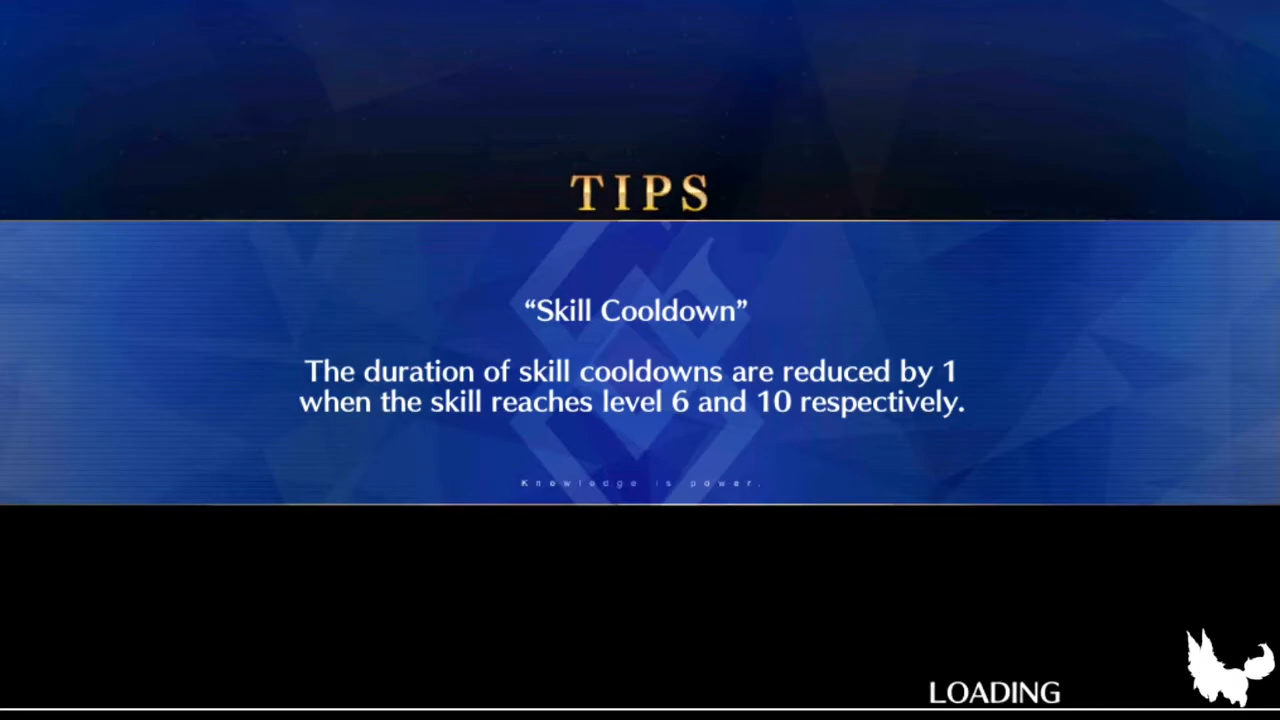 TIPS
“Skill Cooldown”
The duration of skill cooldowns are reduced by 1
when the skill reaches level 6 and 10 respectively.
Knowledge is power.
LOADING